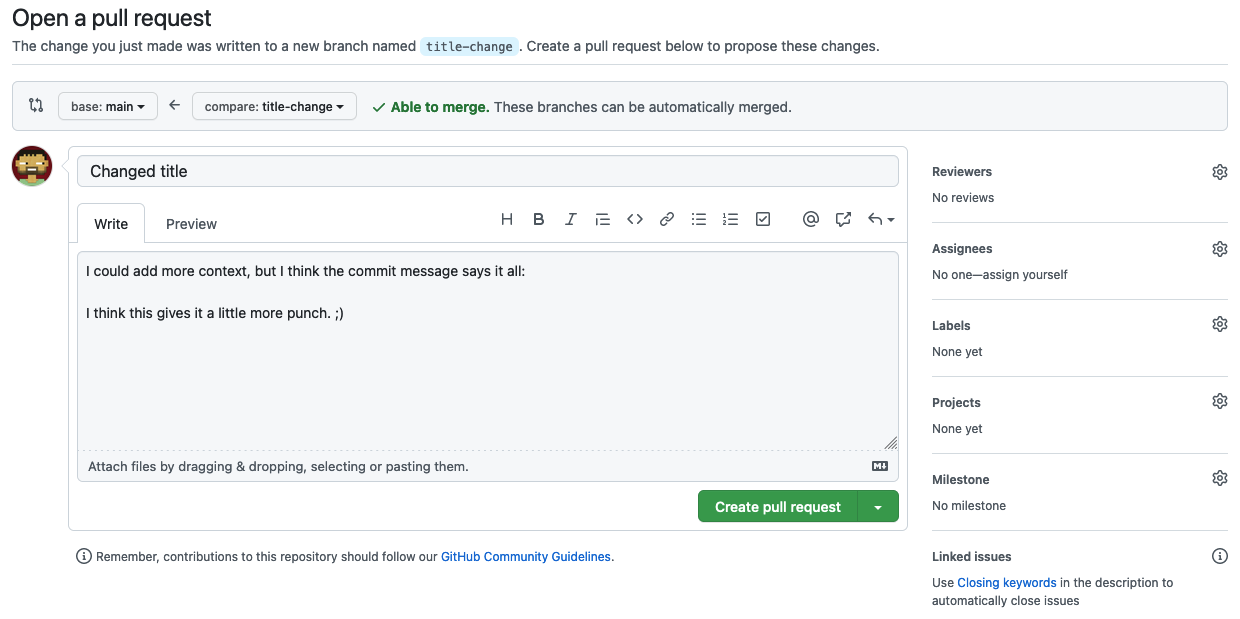 Open a pull request
The change you just made was written to a new branch named title-change. Create a pull request below to propose these changes.
base: main
compare: title-change
Able to merge. These branches can be automatically merged.
Changed title
Write Preview
I could add more context, but I think the commit message says it all:
I think this gives it a little more punch. ;)
Attach files by dragging & dropping, selecting or pasting them.
Create pull request
Remember, contributions to this repository should follow our GitHub Community Guidelines.
Reviewers
No reviews
Assignees
No one—assign yourself
Labels
None yet
Projects
None yet
Milestone
No milestone
Linked issues
Use Closing keywords in the description to
automatically close issues